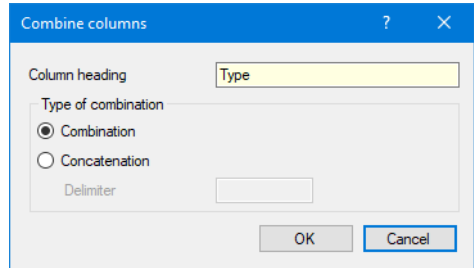 Combine columns ?
Column heading Type
Type of combination
Combination
Concatenation
Delimiter
OK Cancel